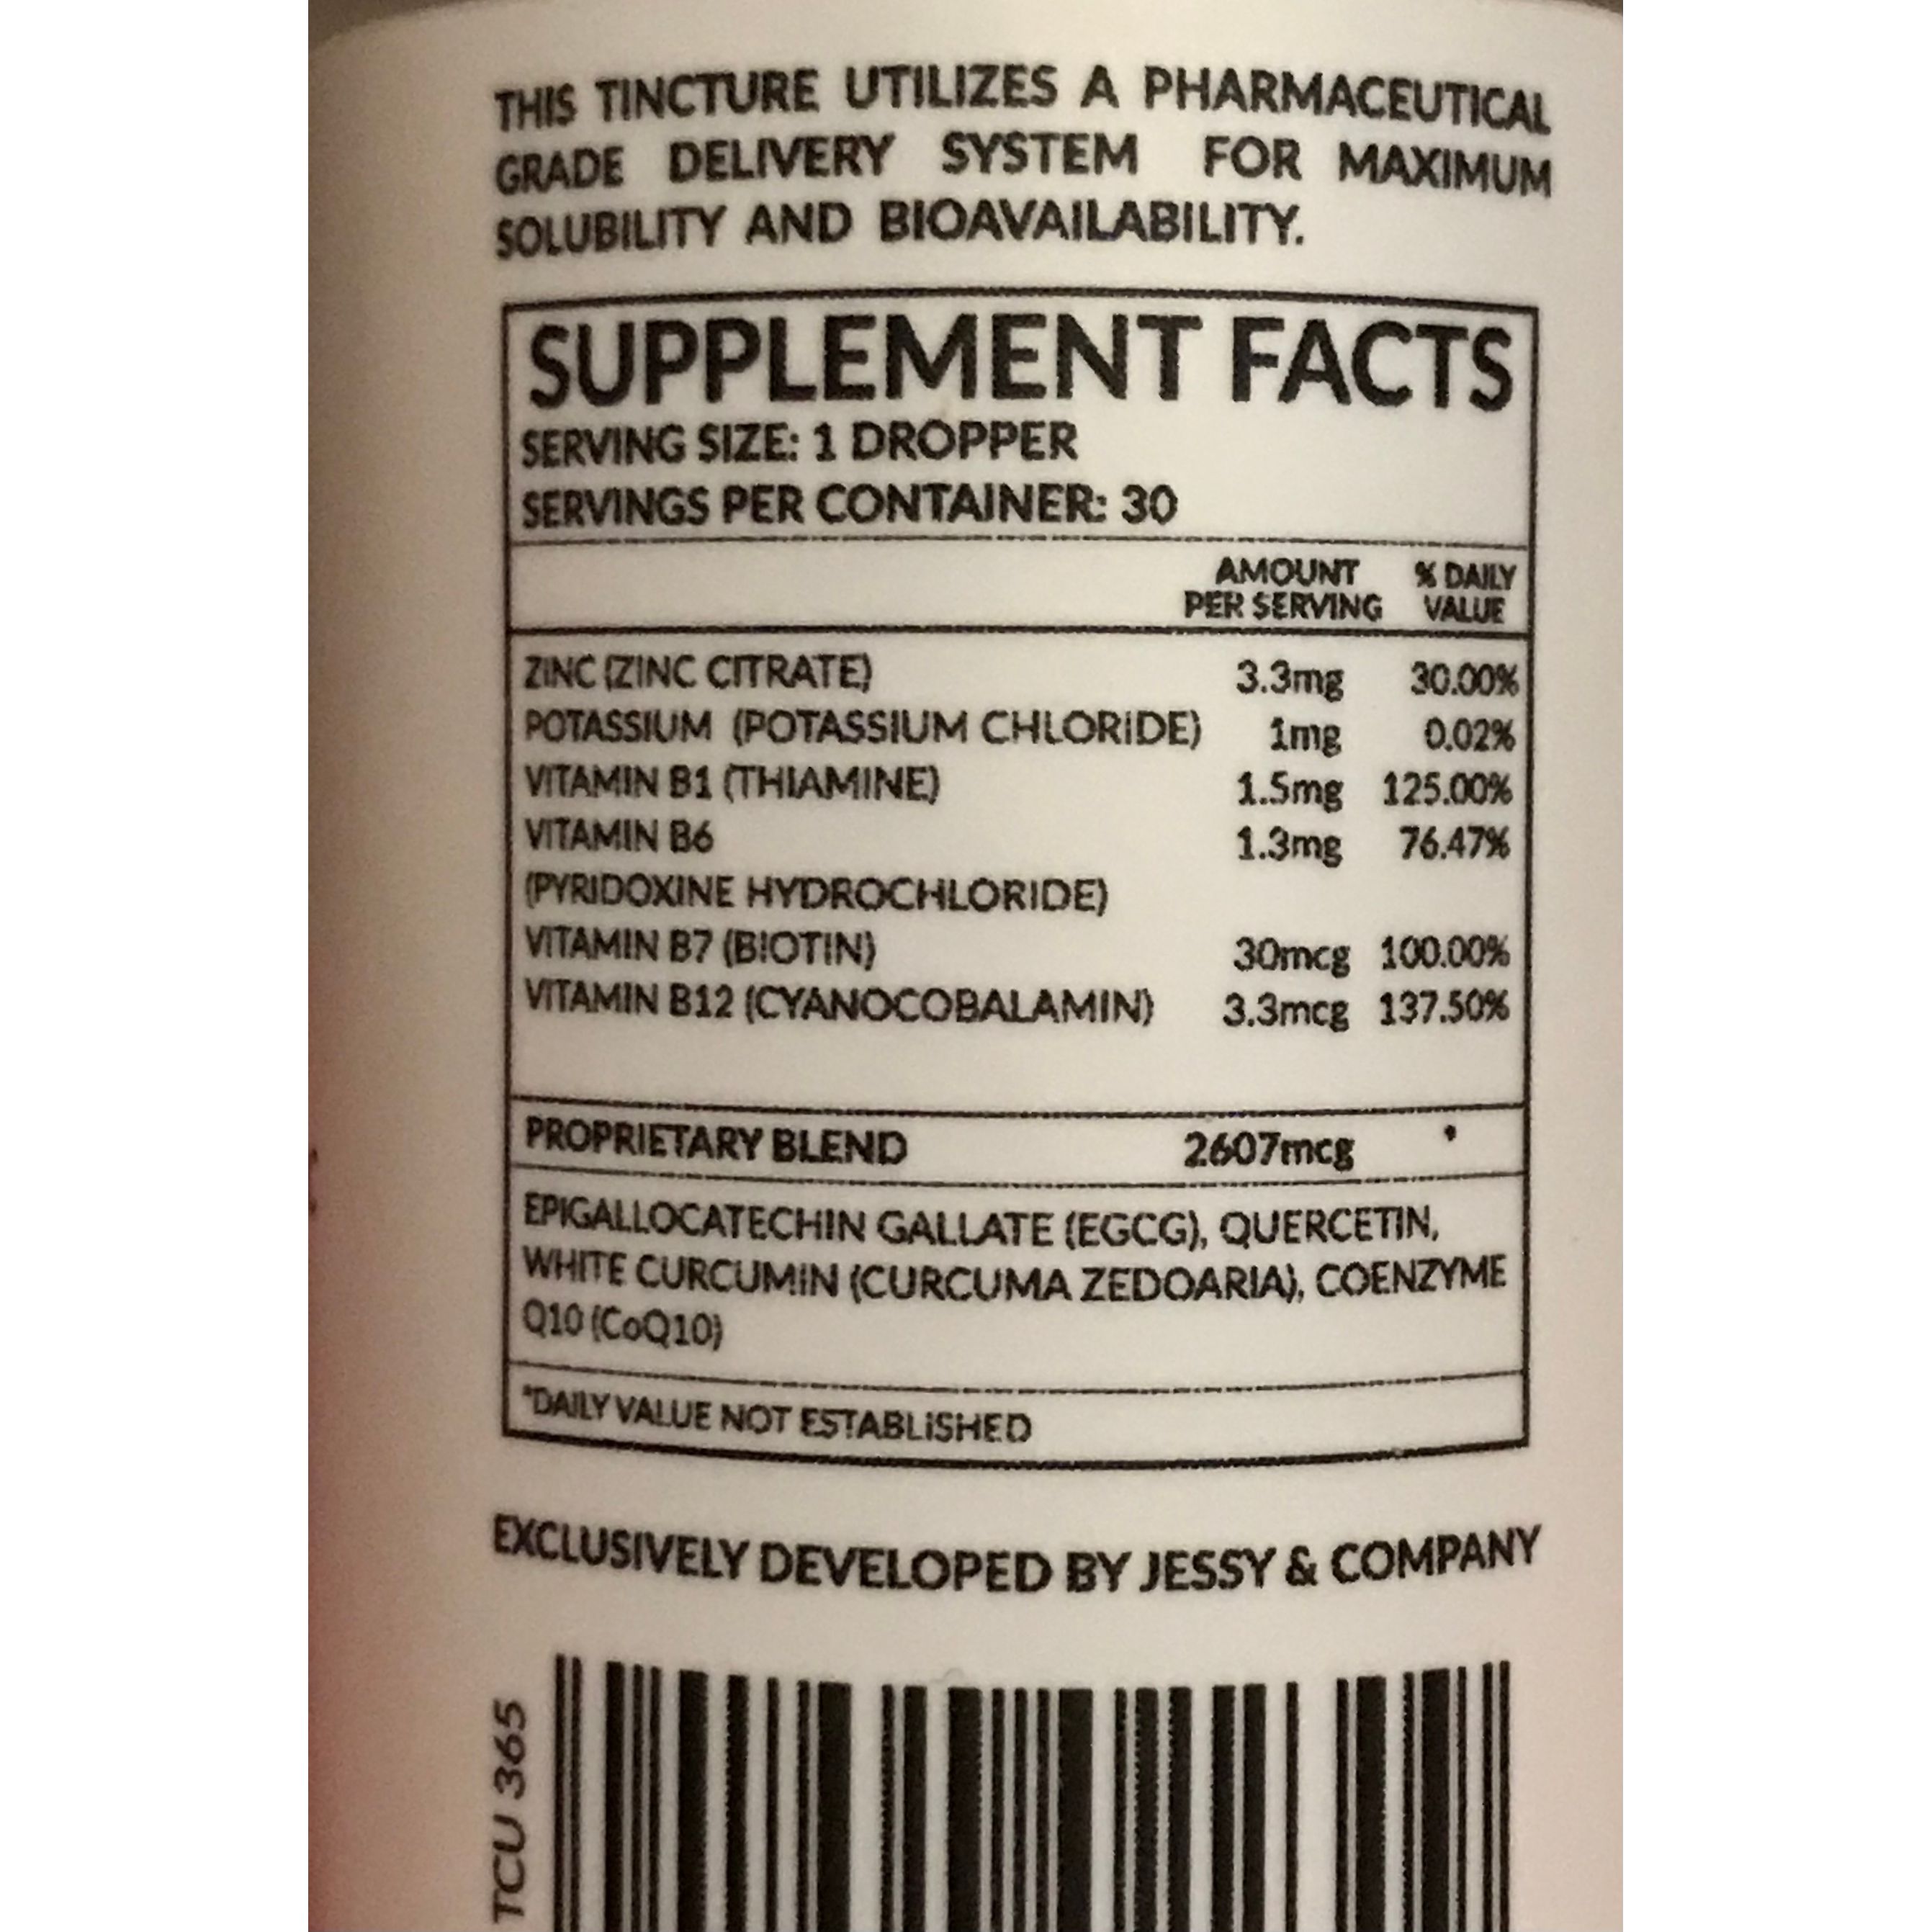 THIS TINCTURE UTILIZES A PHARMACEUTICAL
GRADE DELIVERY SYSTEM FOR MAXIMUM
SOLUBILITY AND BIOAVAILABILITY.
SUPPLEMENT FACTS
SERVING SIZE: 1 DROPPER
SERVINGS PER CONTAINER: 30
AMOUNT PER SERVING % DAILY VALUE
ZINC (ZINC CITRATE) 3.3mg 30.00%
POTASSIUM (POTASSIUM CHLORIDE) 1mg 0.02%
VITAMIN B1 (THIAMINE) 1.5mg 125.00%
VITAMIN B6 1.3mg 76.47%
(PYRIDOXINE HYDROCHLORIDE)
VITAMIN B7 (BIOTIN) 30mcg 100.00%
VITAMIN B12 (CYANOCOBALAMIN) 3.3mcg 137.50%
PROPRIETARY BLEND 2607mcg *
EPIGALLOCATECHIN GALLATE (EGCG), QUERCETIN,
WHITE CURCUMIN (CURCUMA ZEDOARIA), COENZYME
Q10 (CoQ10)
*DAILY VALUE NOT ESTABLISHED
EXCLUSIVELY DEVELOPED BY JESSY & COMPANY
TCU 365